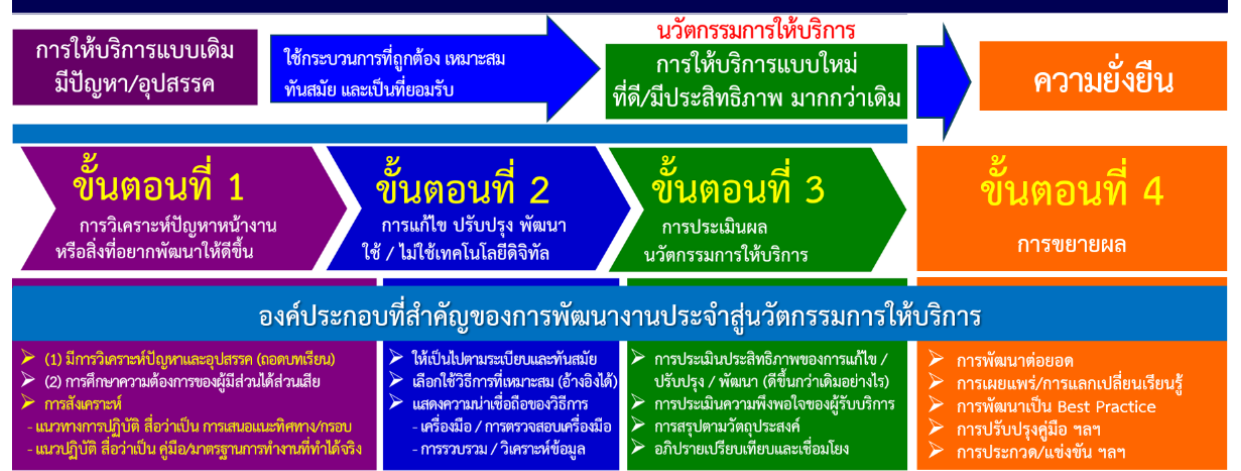 การให้บริการแบบเดิม
มีปัญหา/อุปสรรค
ใช้กระบวนการที่ถูกต้อง เหมาะสม
ทันสมัย และเป็นที่ยอมรับ
นวัตกรรมการให้บริการ
การให้บริการแบบใหม่
ที่ดี/มีประสิทธิภาพ มากกว่าเดิม
ความยั่งยืน
ขั้นตอนที่ 1
การวิเคราะห์ปัญหาหน้างาน
หรือสิ่งที่อยากพัฒนาให้ดีขึ้น
ขั้นตอนที่ 2
การแก้ไข ปรับปรุง พัฒนา
ใช้ / ไม่ใช้เทคโนโลยีดิจิทัล
ขั้นตอนที่ 3
การประเมินผล
นวัตกรรมการให้บริการ
ขั้นตอนที่ 4
การขยายผล
องค์ประกอบที่สำคัญของการพัฒนางานประจำสู่นวัตกรรมการให้บริการ
➢ (1) มีการวิเคราะห์ปัญหาและอุปสรรค (ถอดบทเรียน)
➢ (2) การศึกษาความต้องการของผู้มีส่วนได้ส่วนเสีย
➢ การสังเคราะห์
- แนวทางการปฏิบัติ สื่อว่าเป็น การเสนอแนะทิศทาง/กรอบ
- แนวปฏิบัติ สื่อว่าเป็น คู่มือ/มาตรฐานการทำงานที่ทำได้จริง
➢ ให้เป็นไปตามระเบียบและทันสมัย
➢ เลือกใช้วิธีการที่เหมาะสม (อ้างอิงได้)
➢ แสดงความน่าเชื่อถือของวิธีการ
- เครื่องมือ / การตรวจสอบเครื่องมือ
- การรวบรวม / วิเคราะห์ข้อมูล
➢ การประเมินประสิทธิภาพของการแก้ไข /
ปรับปรุง / พัฒนา (ดีขึ้นกว่าเดิมอย่างไร)
➢ การประเมินความพึงพอใจของผู้รับบริการ
➢ การสรุปตามวัตถุประสงค์
➢ อภิปรายเปรียบเทียบและเชื่อมโยง
➢ การพัฒนาต่อยอด
➢ การเผยแพร่/การแลกเปลี่ยนเรียนรู้
➢ การพัฒนาเป็น Best Practice
➢ การปรับปรุงคู่มือ ฯลฯ
➢ การประกวด/แข่งขัน ฯลฯ